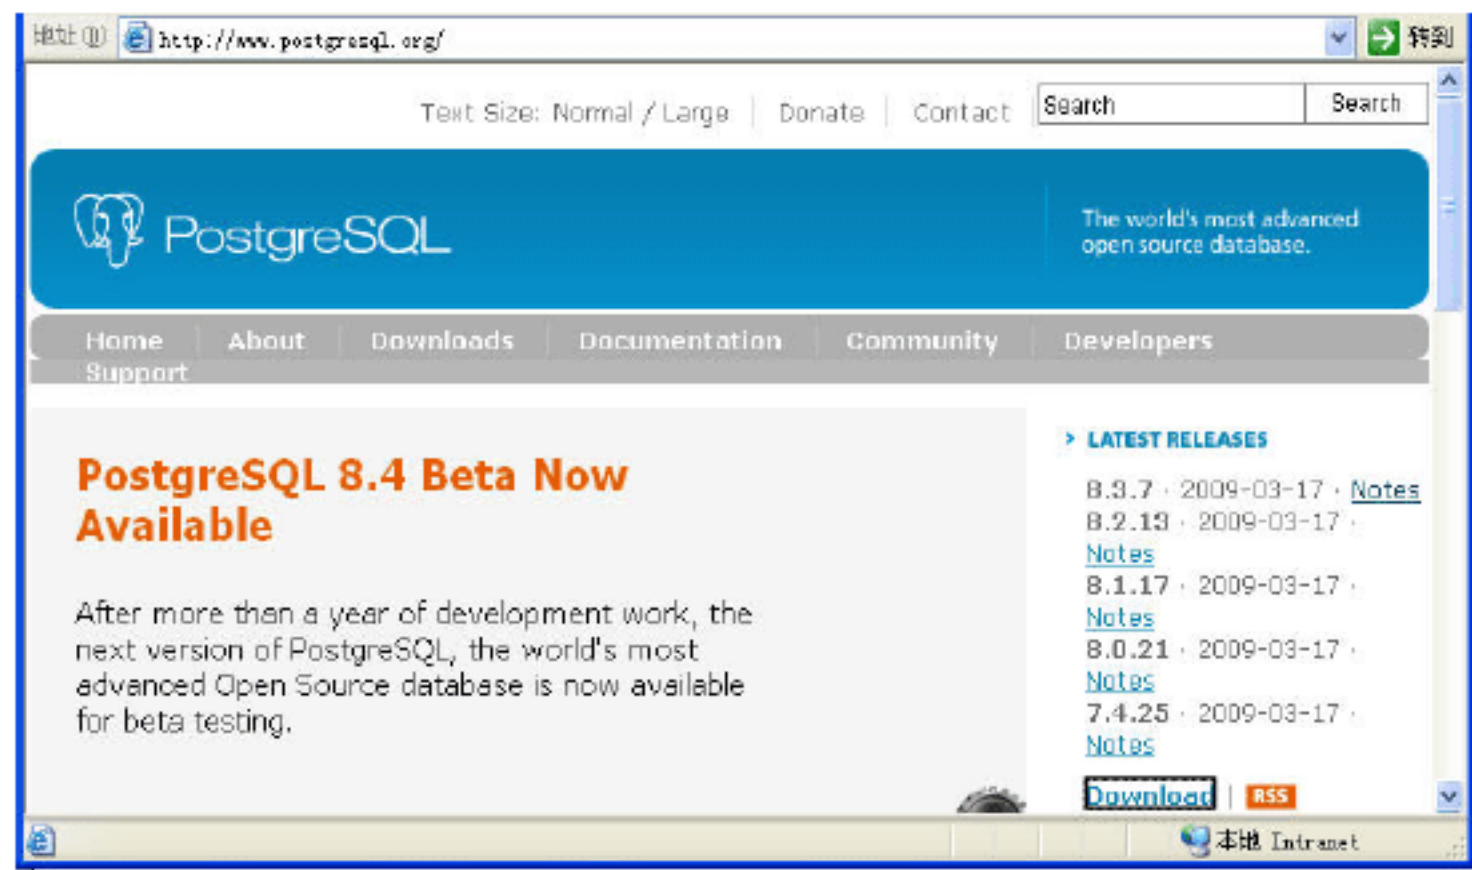 地址(D) http://www.postgresql.org/ 转到
Text Size: Normal / Large | Donate | Contact Search Search
PostgreSQL
The world's most advanced
open source database.
Home About Downloads Documentation Community Developers
Support
PostgreSQL 8.4 Beta Now
Available
After more than a year of development work, the
next version of PostgreSQL, the world's most
advanced Open Source database is now available
for beta testing.
> LATEST RELEASES
8.3.7 · 2009-03-17 · Notes
8.2.13 · 2009-03-17 ·
Notes
8.1.17 · 2009-03-17 ·
Notes
8.0.21 · 2009-03-17 ·
Notes
7.4.25 · 2009-03-17 ·
Notes
Download | RSS
本地 Intranet